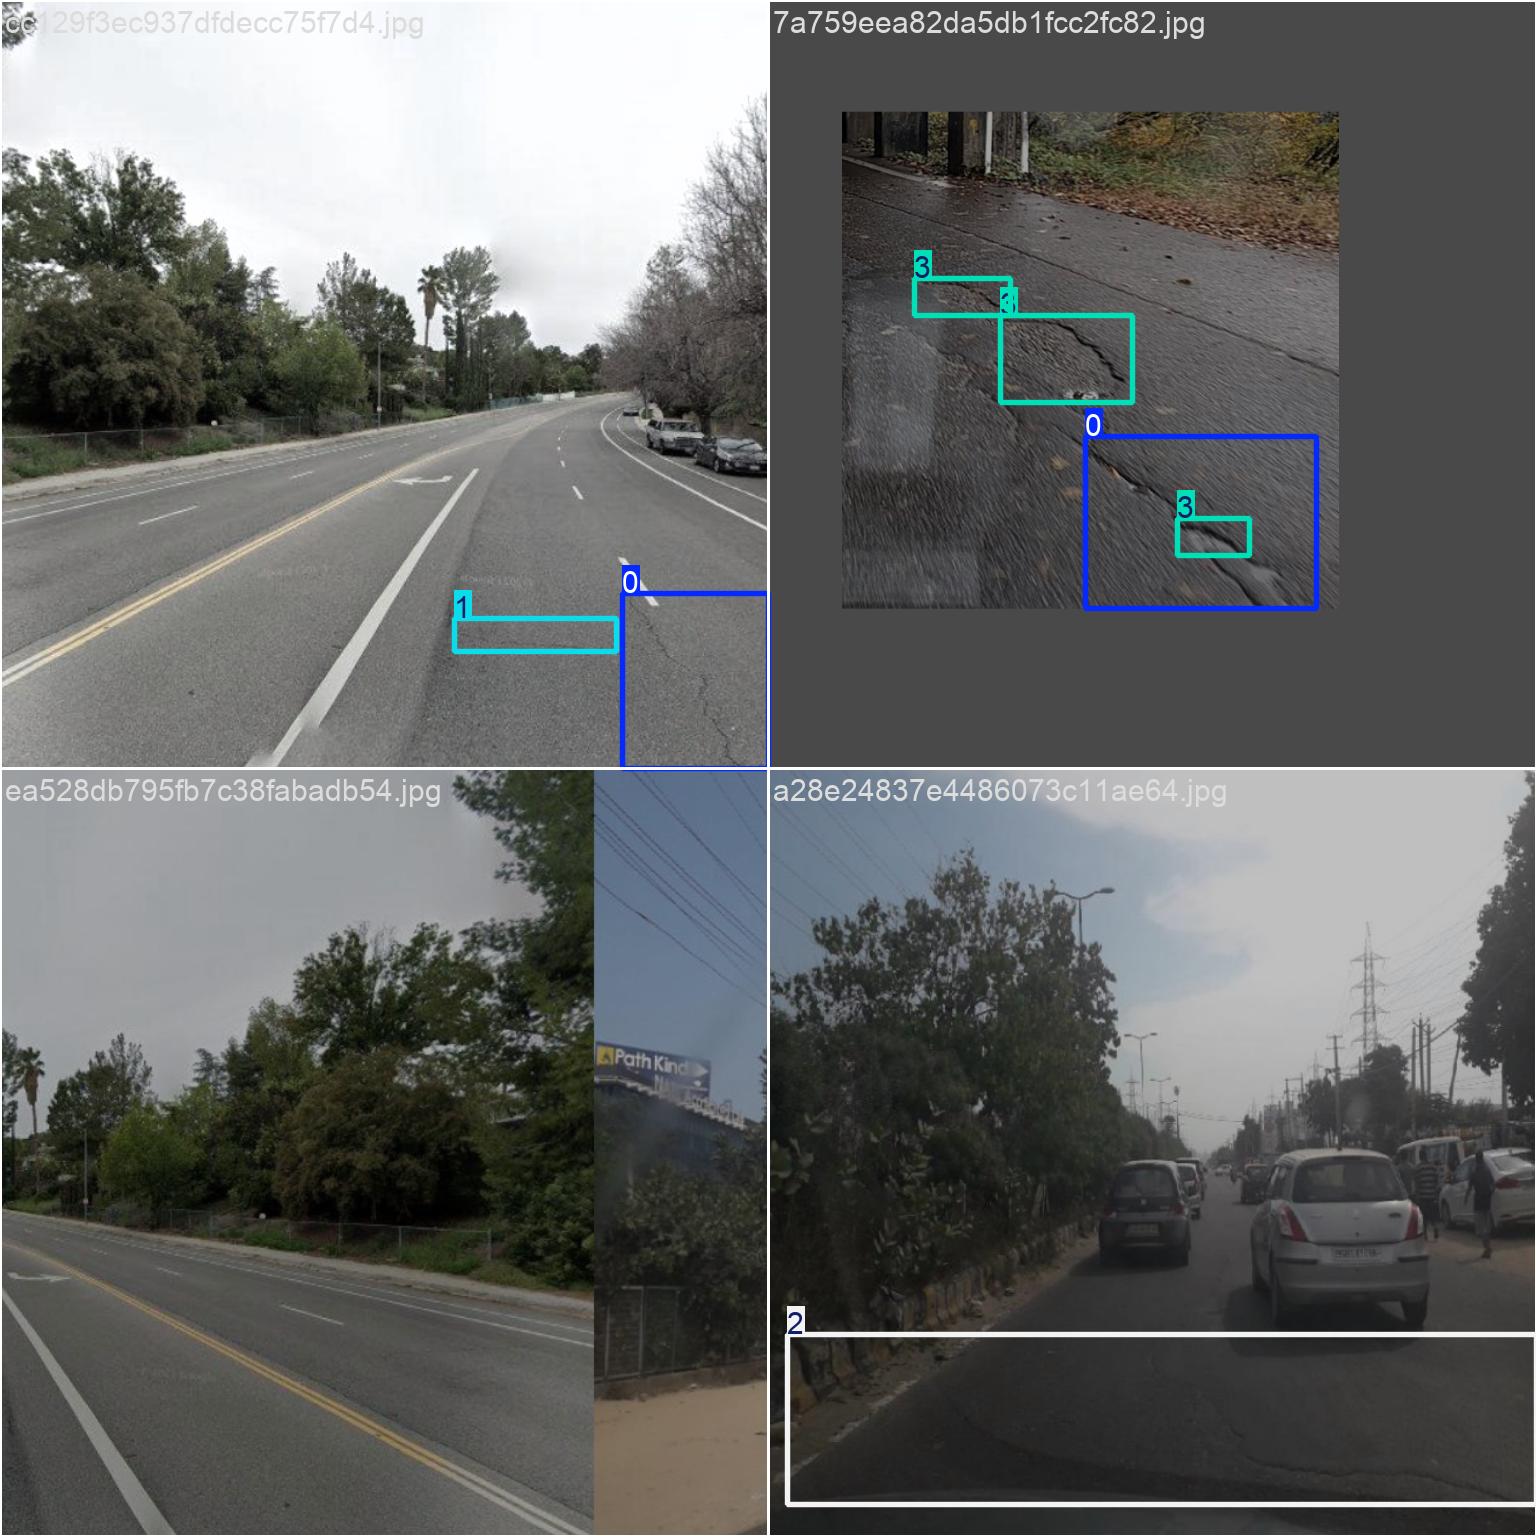 cc129f3ec937dfdecc75f7d4.jpg
7a759eea82da5db1fcc2fc82.jpg
3
3
0
3
0
1
ea528db795fb7c38fabadb54.jpg
a28e24837e4486073c11ae64.jpg
Path Kind
2